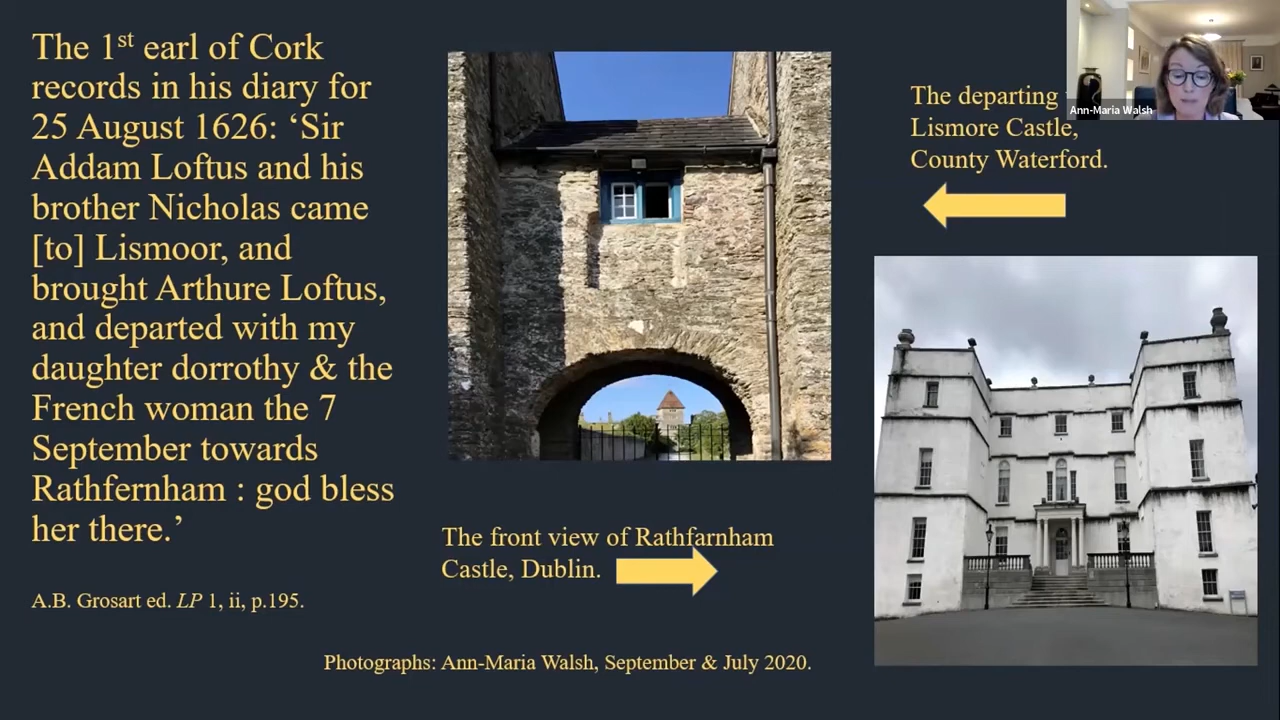 The 1st earl of Cork
records in his diary for
25 August 1626: ‘Sir
Addam Loftus and his
brother Nicholas came
[to] Lismoor, and
brought Arthure Loftus,
and departed with my
daughter dorrothy & the
French woman the 7
September towards
Rathfernham : god bless
her there.’
A.B. Grosart ed. LP 1, ii, p.195.
The departing
Lismore Castle,
County Waterford.
Ann-Maria Walsh
The front view of Rathfarnham
Castle, Dublin.
Photographs: Ann-Maria Walsh, September & July 2020.